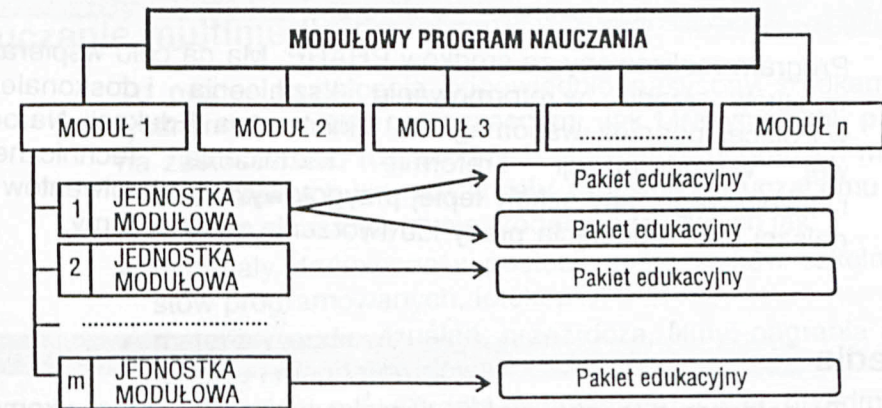 MODUŁOWY PROGRAM NAUCZANIA
MODUŁ 1
MODUŁ 2
MODUŁ 3
MODUŁ n
1
JEDNOSTKA
MODUŁOWA
Pakiet edukacyjny
Pakiet edukacyjny
2
JEDNOSTKA
MODUŁOWA
Pakiet edukacyjny
m
JEDNOSTKA
MODUŁOWA
Pakiet edukacyjny